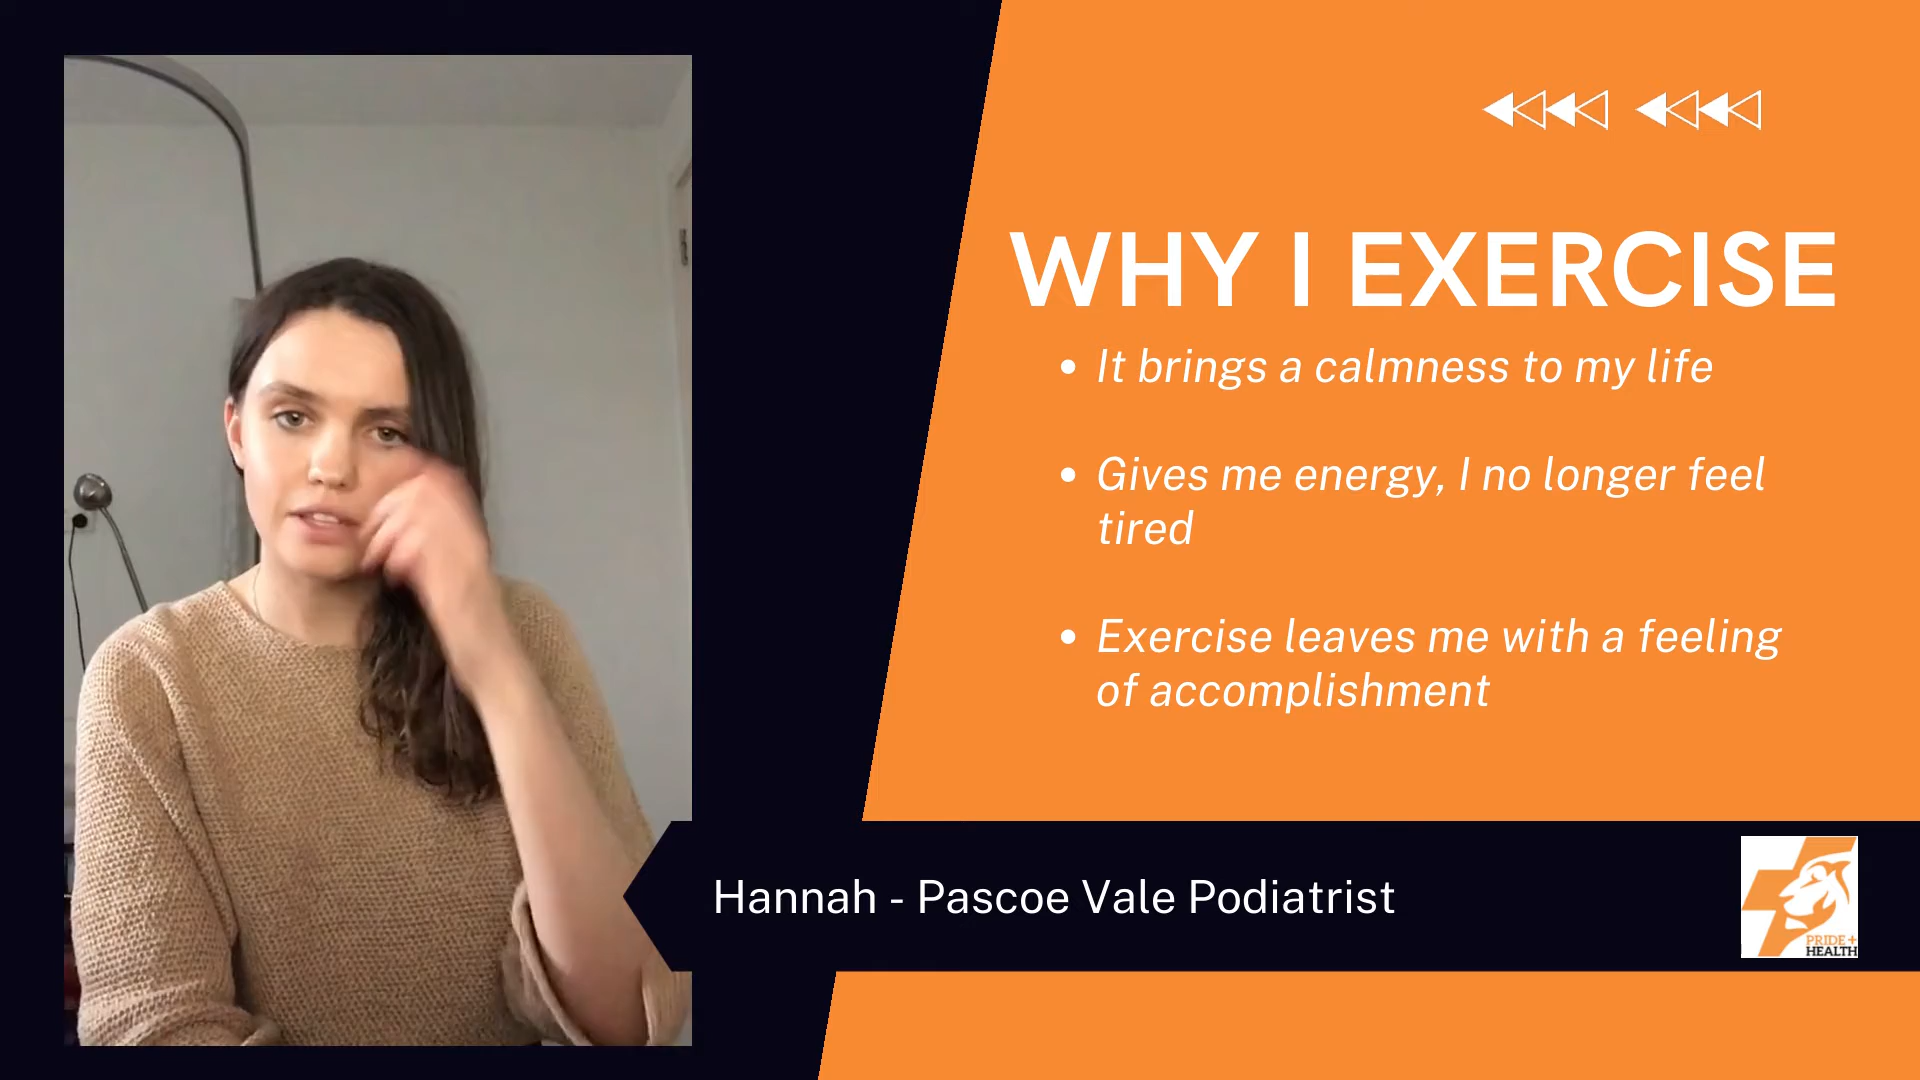 WHY I EXERCISE
It brings a calmness to my life
Gives me energy, I no longer feel
tired
Exercise leaves me with a feeling
of accomplishment
Hannah - Pascoe Vale Podiatrist
PRIDE +
HEALTH